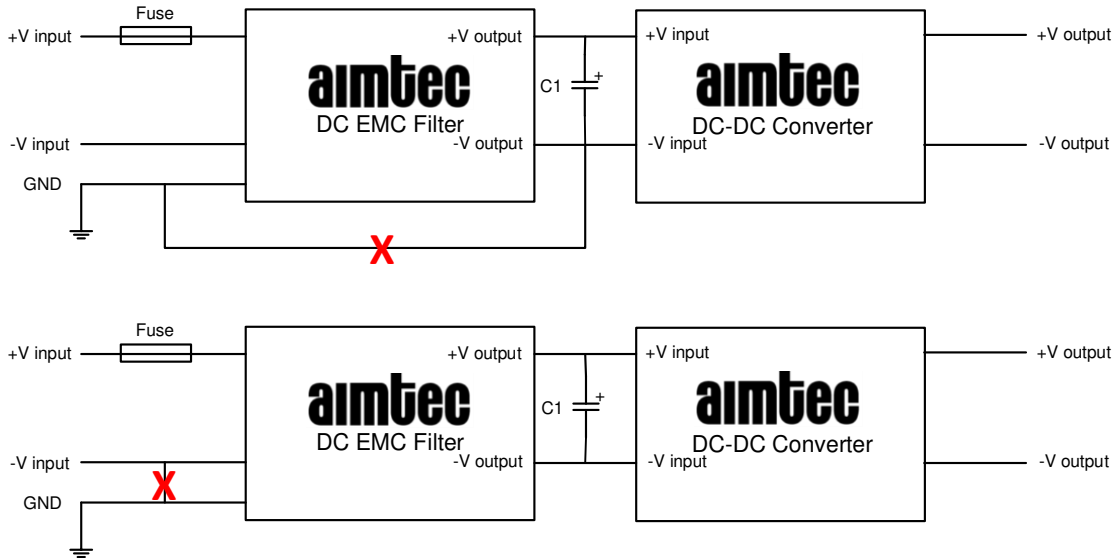 Fuse
+V input
+V output
+V input
+V output
aimtec
aimtec
C1
+
DC EMC Filter
DC-DC Converter
-V input
-V output
-V input
-V output
GND
X
Fuse
+V input
+V output
+V input
+V output
aimtec
aimtec
C1
+
DC EMC Filter
DC-DC Converter
-V input
-V output
-V input
-V output
X
GND